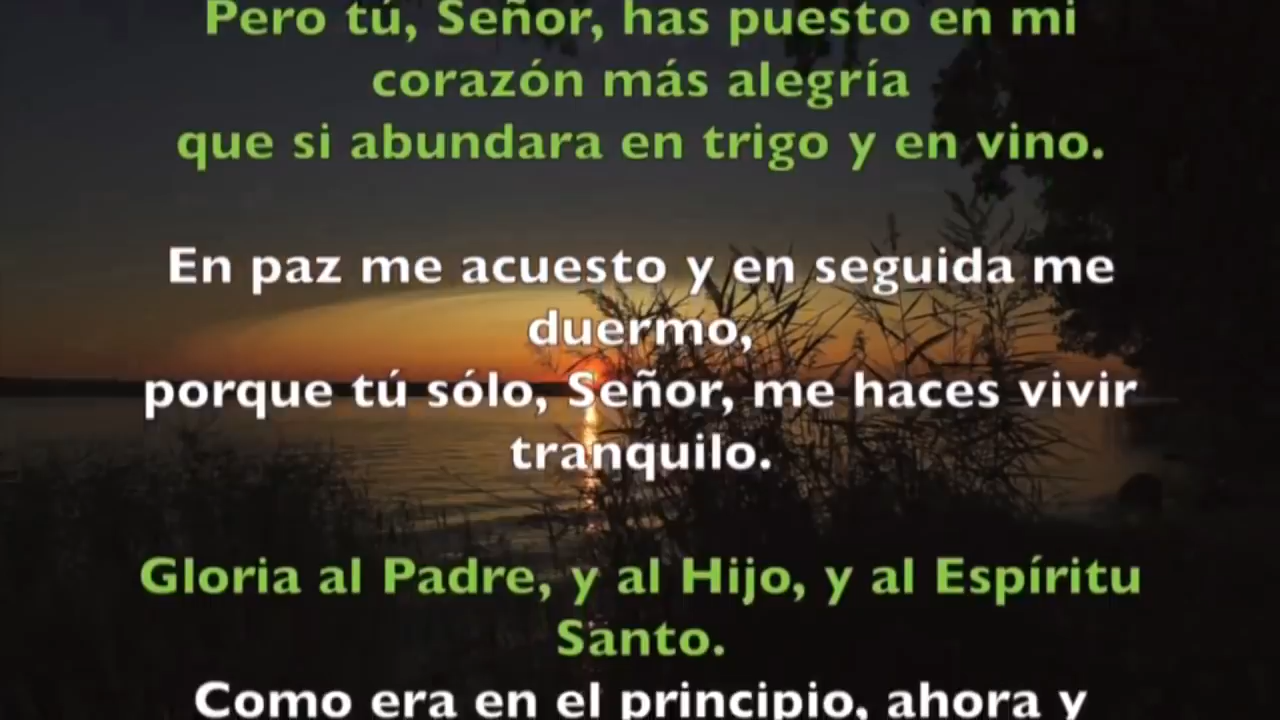 Pero tú, Señor, has puesto en mi
corazón más alegría
que si abundara en trigo y en vino.
En paz me acuesto y en seguida me
duermo,
porque tú sólo, Señor, me haces vivir
tranquilo.
Gloria al Padre, y al Hijo, y al Espíritu
Santo.
Como era en el principio, ahora y